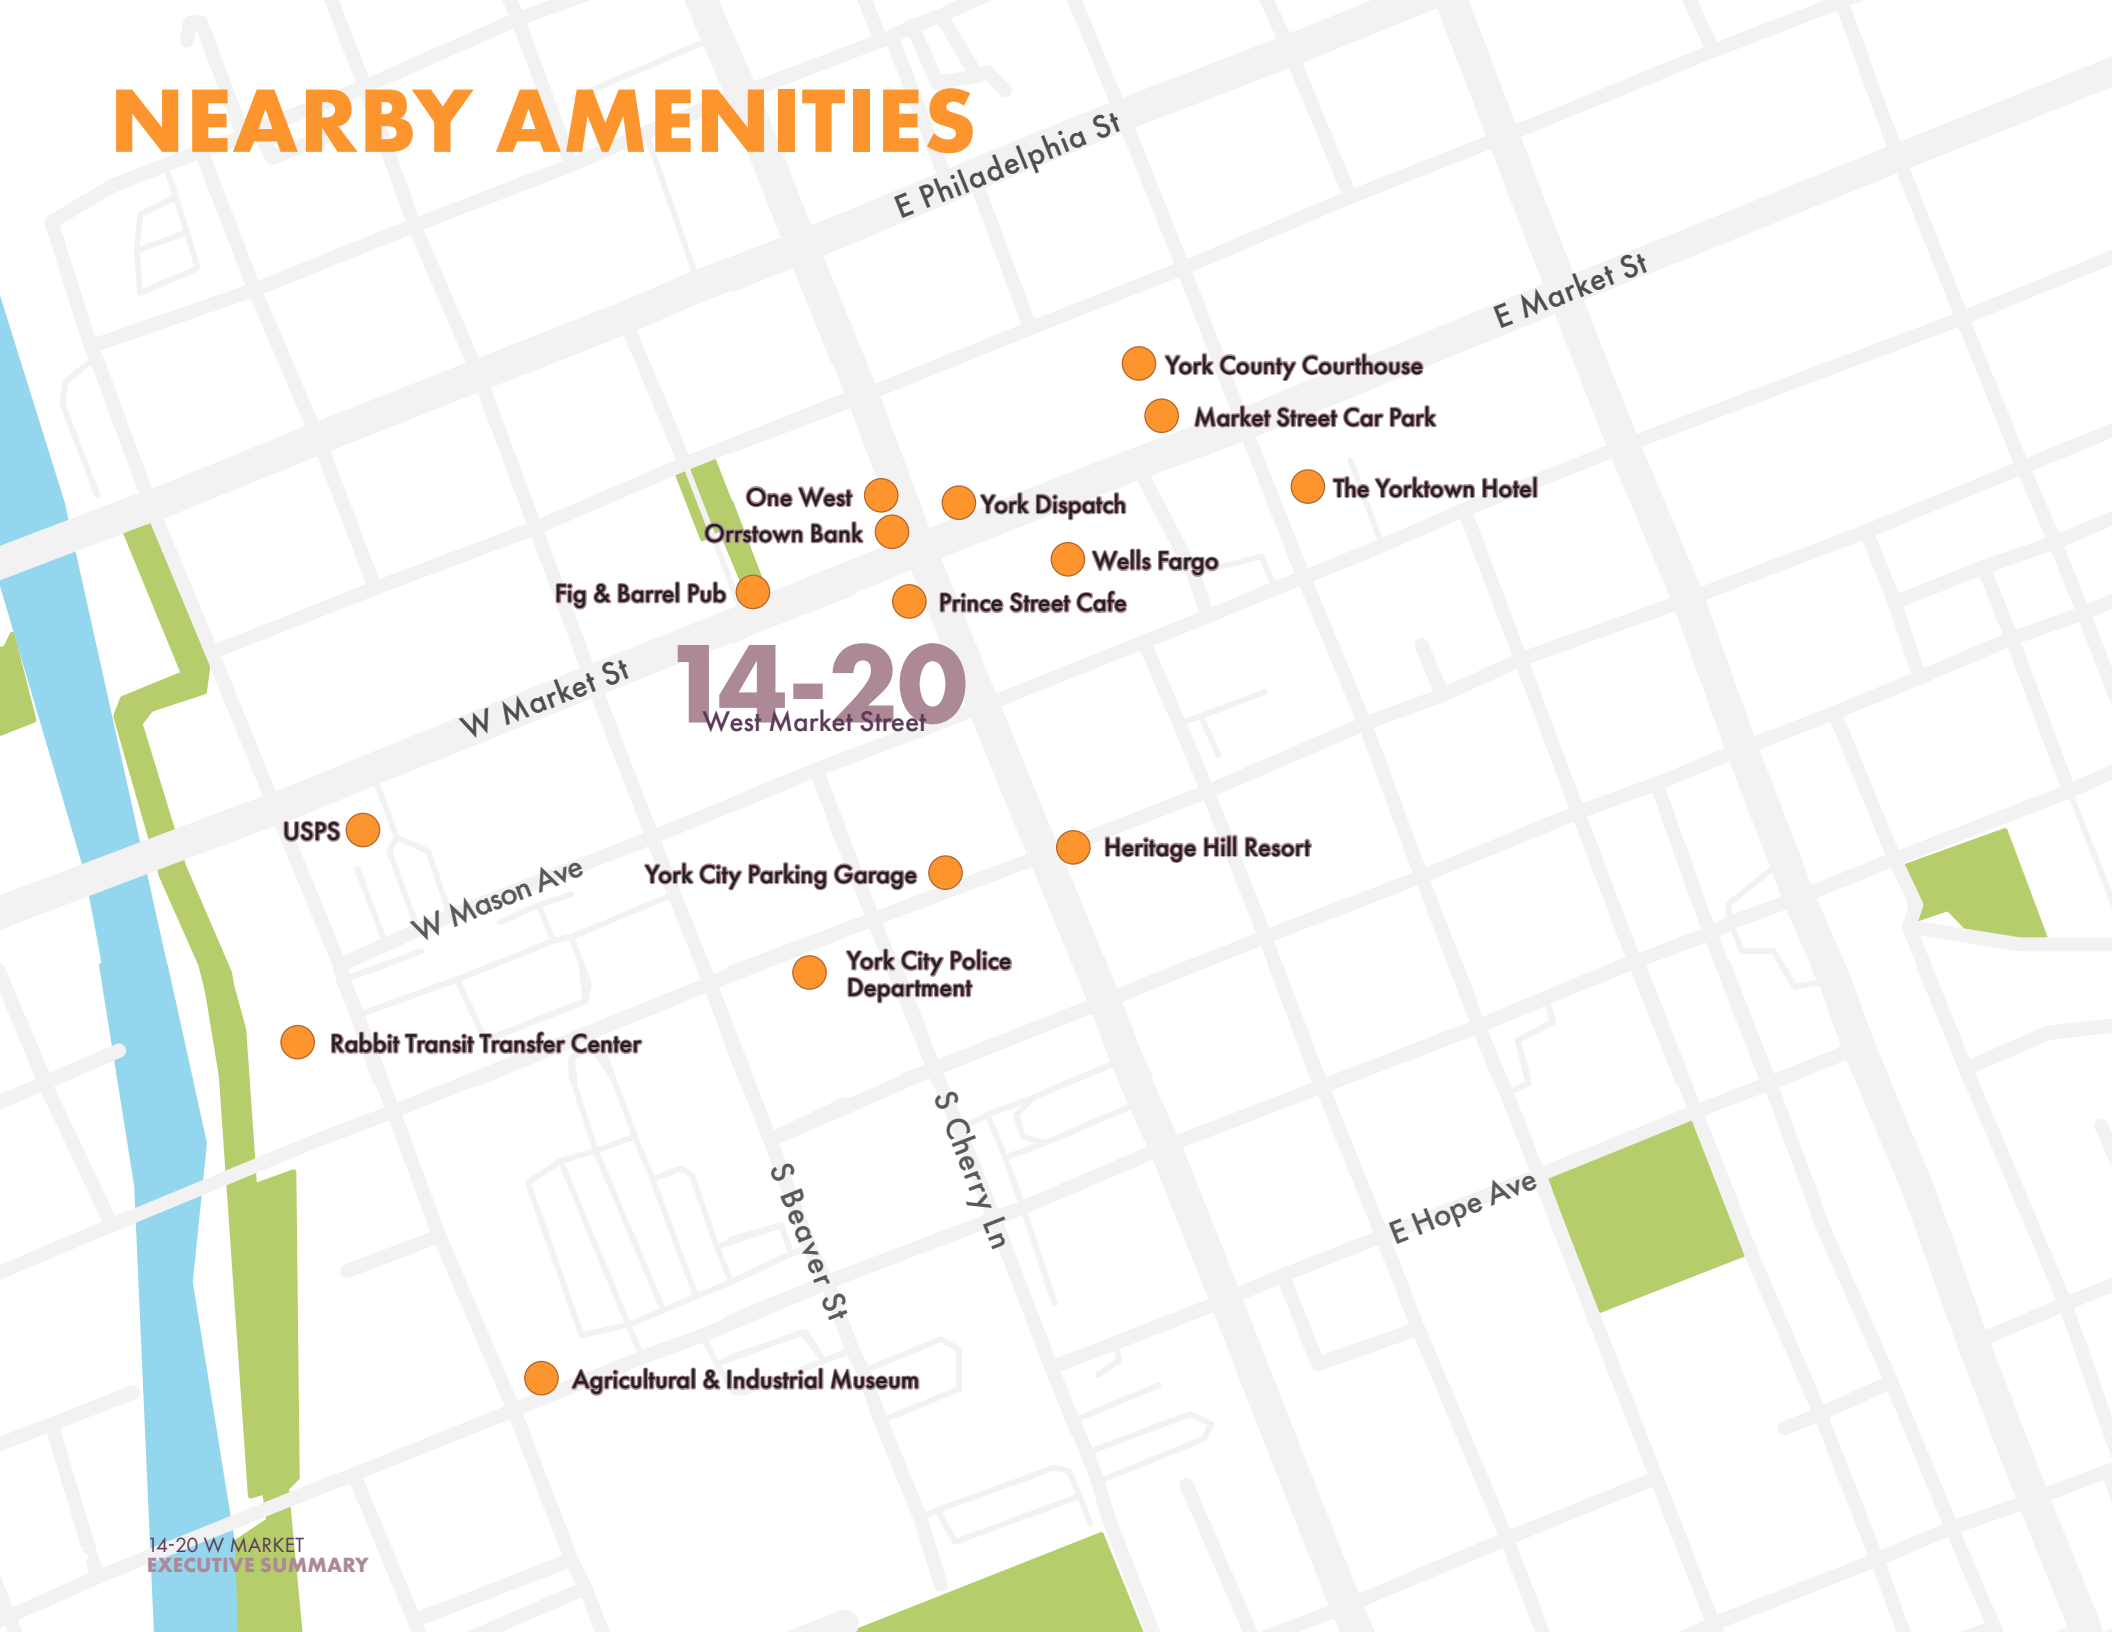 NEARBY AMENITIES
E Philadelphia St
E Market St
York County Courthouse
Market Street Car Park
The Yorktown Hotel
One West
York Dispatch
Orrstown Bank
Wells Fargo
Fig & Barrel Pub
Prince Street Cafe
14-20
West Market Street
W Market St
USPS
W Mason Ave
York City Parking Garage
Heritage Hill Resort
York City Police
Department
Rabbit Transit Transfer Center
S Cherry Ln
S Beaver St
E Hope Ave
Agricultural & Industrial Museum
14-20 W MARKET
EXECUTIVE SUMMARY